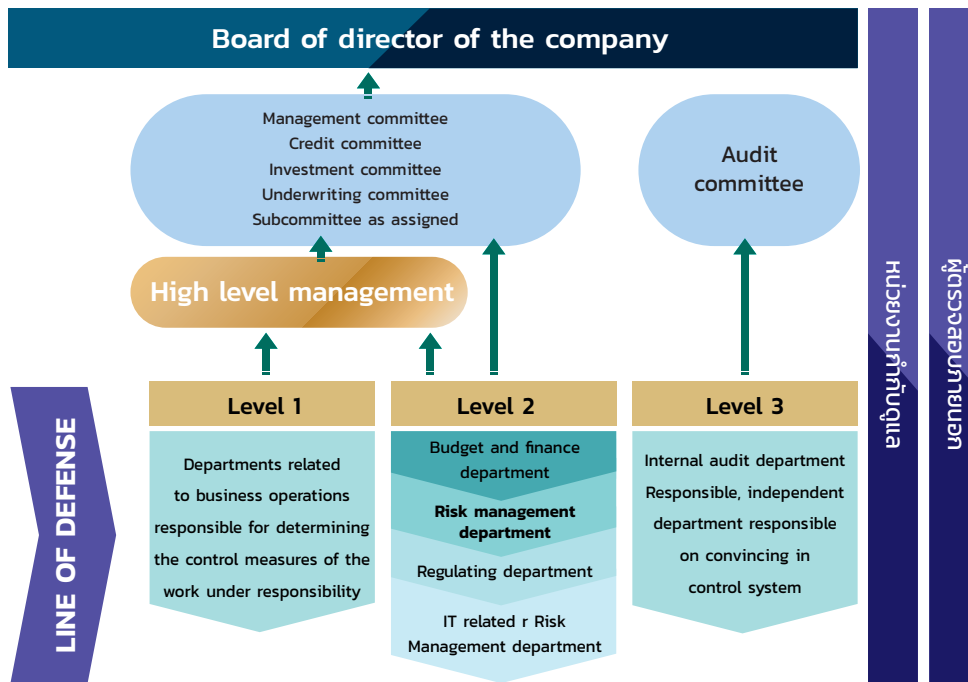 Board of director of the company
Management committee
Credit committee
Investment committee
Underwriting committee
Subcommittee as assigned
Audit
committee
High level management
LINE OF DEFENSE
Level 1
Departments related
to business operations
responsible for determining
the control measures of the
work under responsibility
Level 2
Budget and finance
department
Risk management
department
Regulating department
IT related r Risk
Management department
Level 3
Internal audit department
Responsible, independent
department responsible
on convincing in
control system
หน่วยงานกำกับดูแล
ผู้ตรวจสอบภายนอก